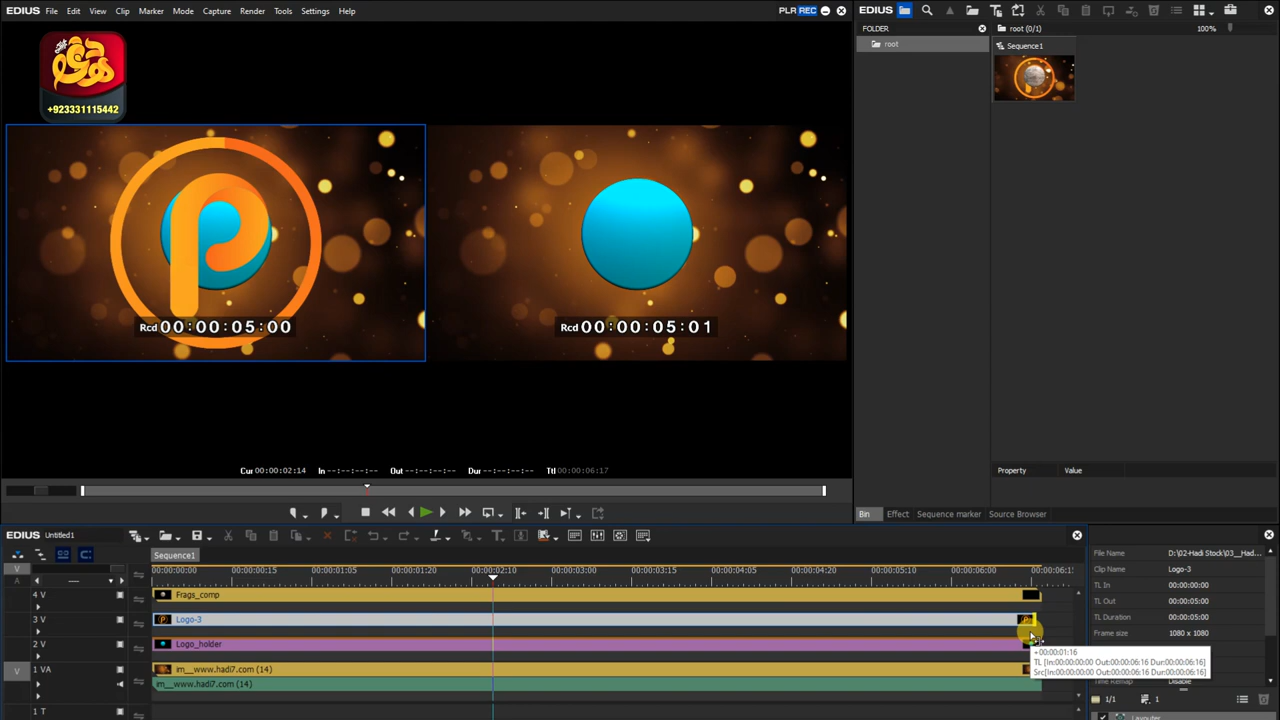 EDIUS File Edit View Clip Marker Mode Capture Render Tools Settings Help PLR REC
EDIUS
FOLDER
root
root (0/1) 100%
Sequence1
+923331115442
Rcd 00:00:05:00
Rcd 00:00:05:01
Cur 00:00:02:14 In --:--:--:-- Out --:--:--:-- Dur --:--:--:-- Ttl 00:00:06:17
Property Value
Bin Effect Sequence marker Source Browser
EDIUS Untitled1
Sequence1
V
A
00:00:00:00 00:00:00:15 00:00:01:05 00:00:01:20 00:00:02:10 00:00:03:00 00:00:03:15 00:00:04:05 00:00:04:20 00:00:05:10 00:00:06:00 00:00:06:15
4 V Frags_comp
3 V Logo-3
2 V Logo_holder
V 1 VA im__www.hadi7.com (14)
im__www.hadi7.com (14)
1 T
+00:00:01:16
TL [In:00:00:00:00 Out:00:00:06:16 Dur:00:00:06:16]
Src[In:00:00:00:00 Out:00:00:06:16 Dur:00:00:06:16]
File Name D:\02-Hadi Stock\03__Had...
Clip Name Logo-3
TL In 00:00:00:00
TL Out 00:00:05:00
TL Duration 00:00:05:00
Frame size 1080 x 1080
Time Remap Disable
1/1 1
Layouter